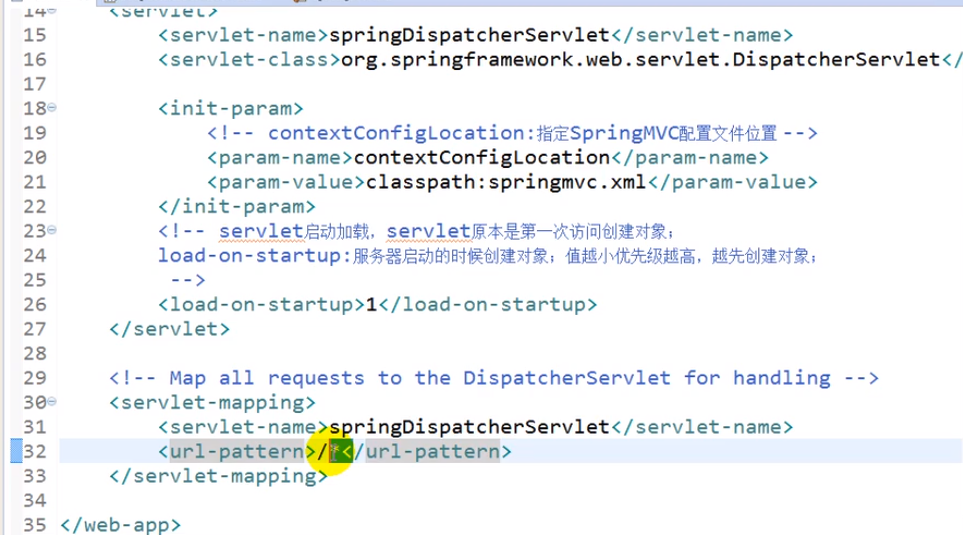 14 <servlet>
15 <servlet-name>springDispatcherServlet</servlet-name>
16 <servlet-class>org.springframework.web.servlet.DispatcherServlet</
17
18 <init-param>
19 <!-- contextConfigLocation:指定SpringMVC配置文件位置 -->
20 <param-name>contextConfigLocation</param-name>
21 <param-value>classpath:springmvc.xml</param-value>
22 </init-param>
23 <!-- servlet启动加载，servlet原本是第一次访问创建对象；
24 load-on-startup:服务器启动的时候创建对象；值越小优先级越高，越先创建对象；
25 -->
26 <load-on-startup>1</load-on-startup>
27 </servlet>
28
29 <!-- Map all requests to the DispatcherServlet for handling -->
30 <servlet-mapping>
31 <servlet-name>springDispatcherServlet</servlet-name>
32 <url-pattern>/*</url-pattern>
33 </servlet-mapping>
34
35 </web-app>